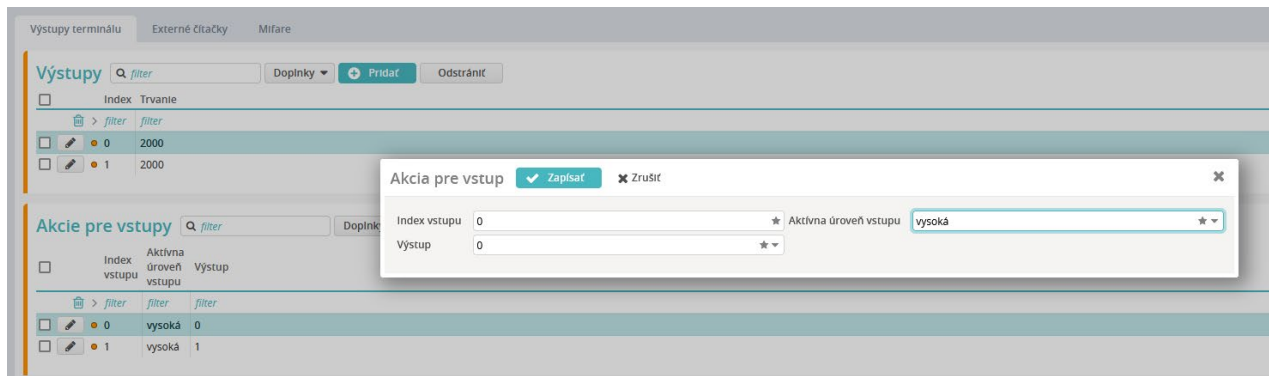 Výstupy terminálu Externé čítačky Mifare
Výstupy filter Doplnky Pridať Odstrániť
Index Trvanie
filter filter
0 2000
1 2000
Akcia pre vstup Zapísať Zrušiť
Index vstupu 0 Aktívna úroveň vstupu vysoká
Výstup 0
Akcie pre vstupy filter
Index vstupu Aktívna úroveň vstupu Výstup
filter filter filter
0 vysoká 0
1 vysoká 1